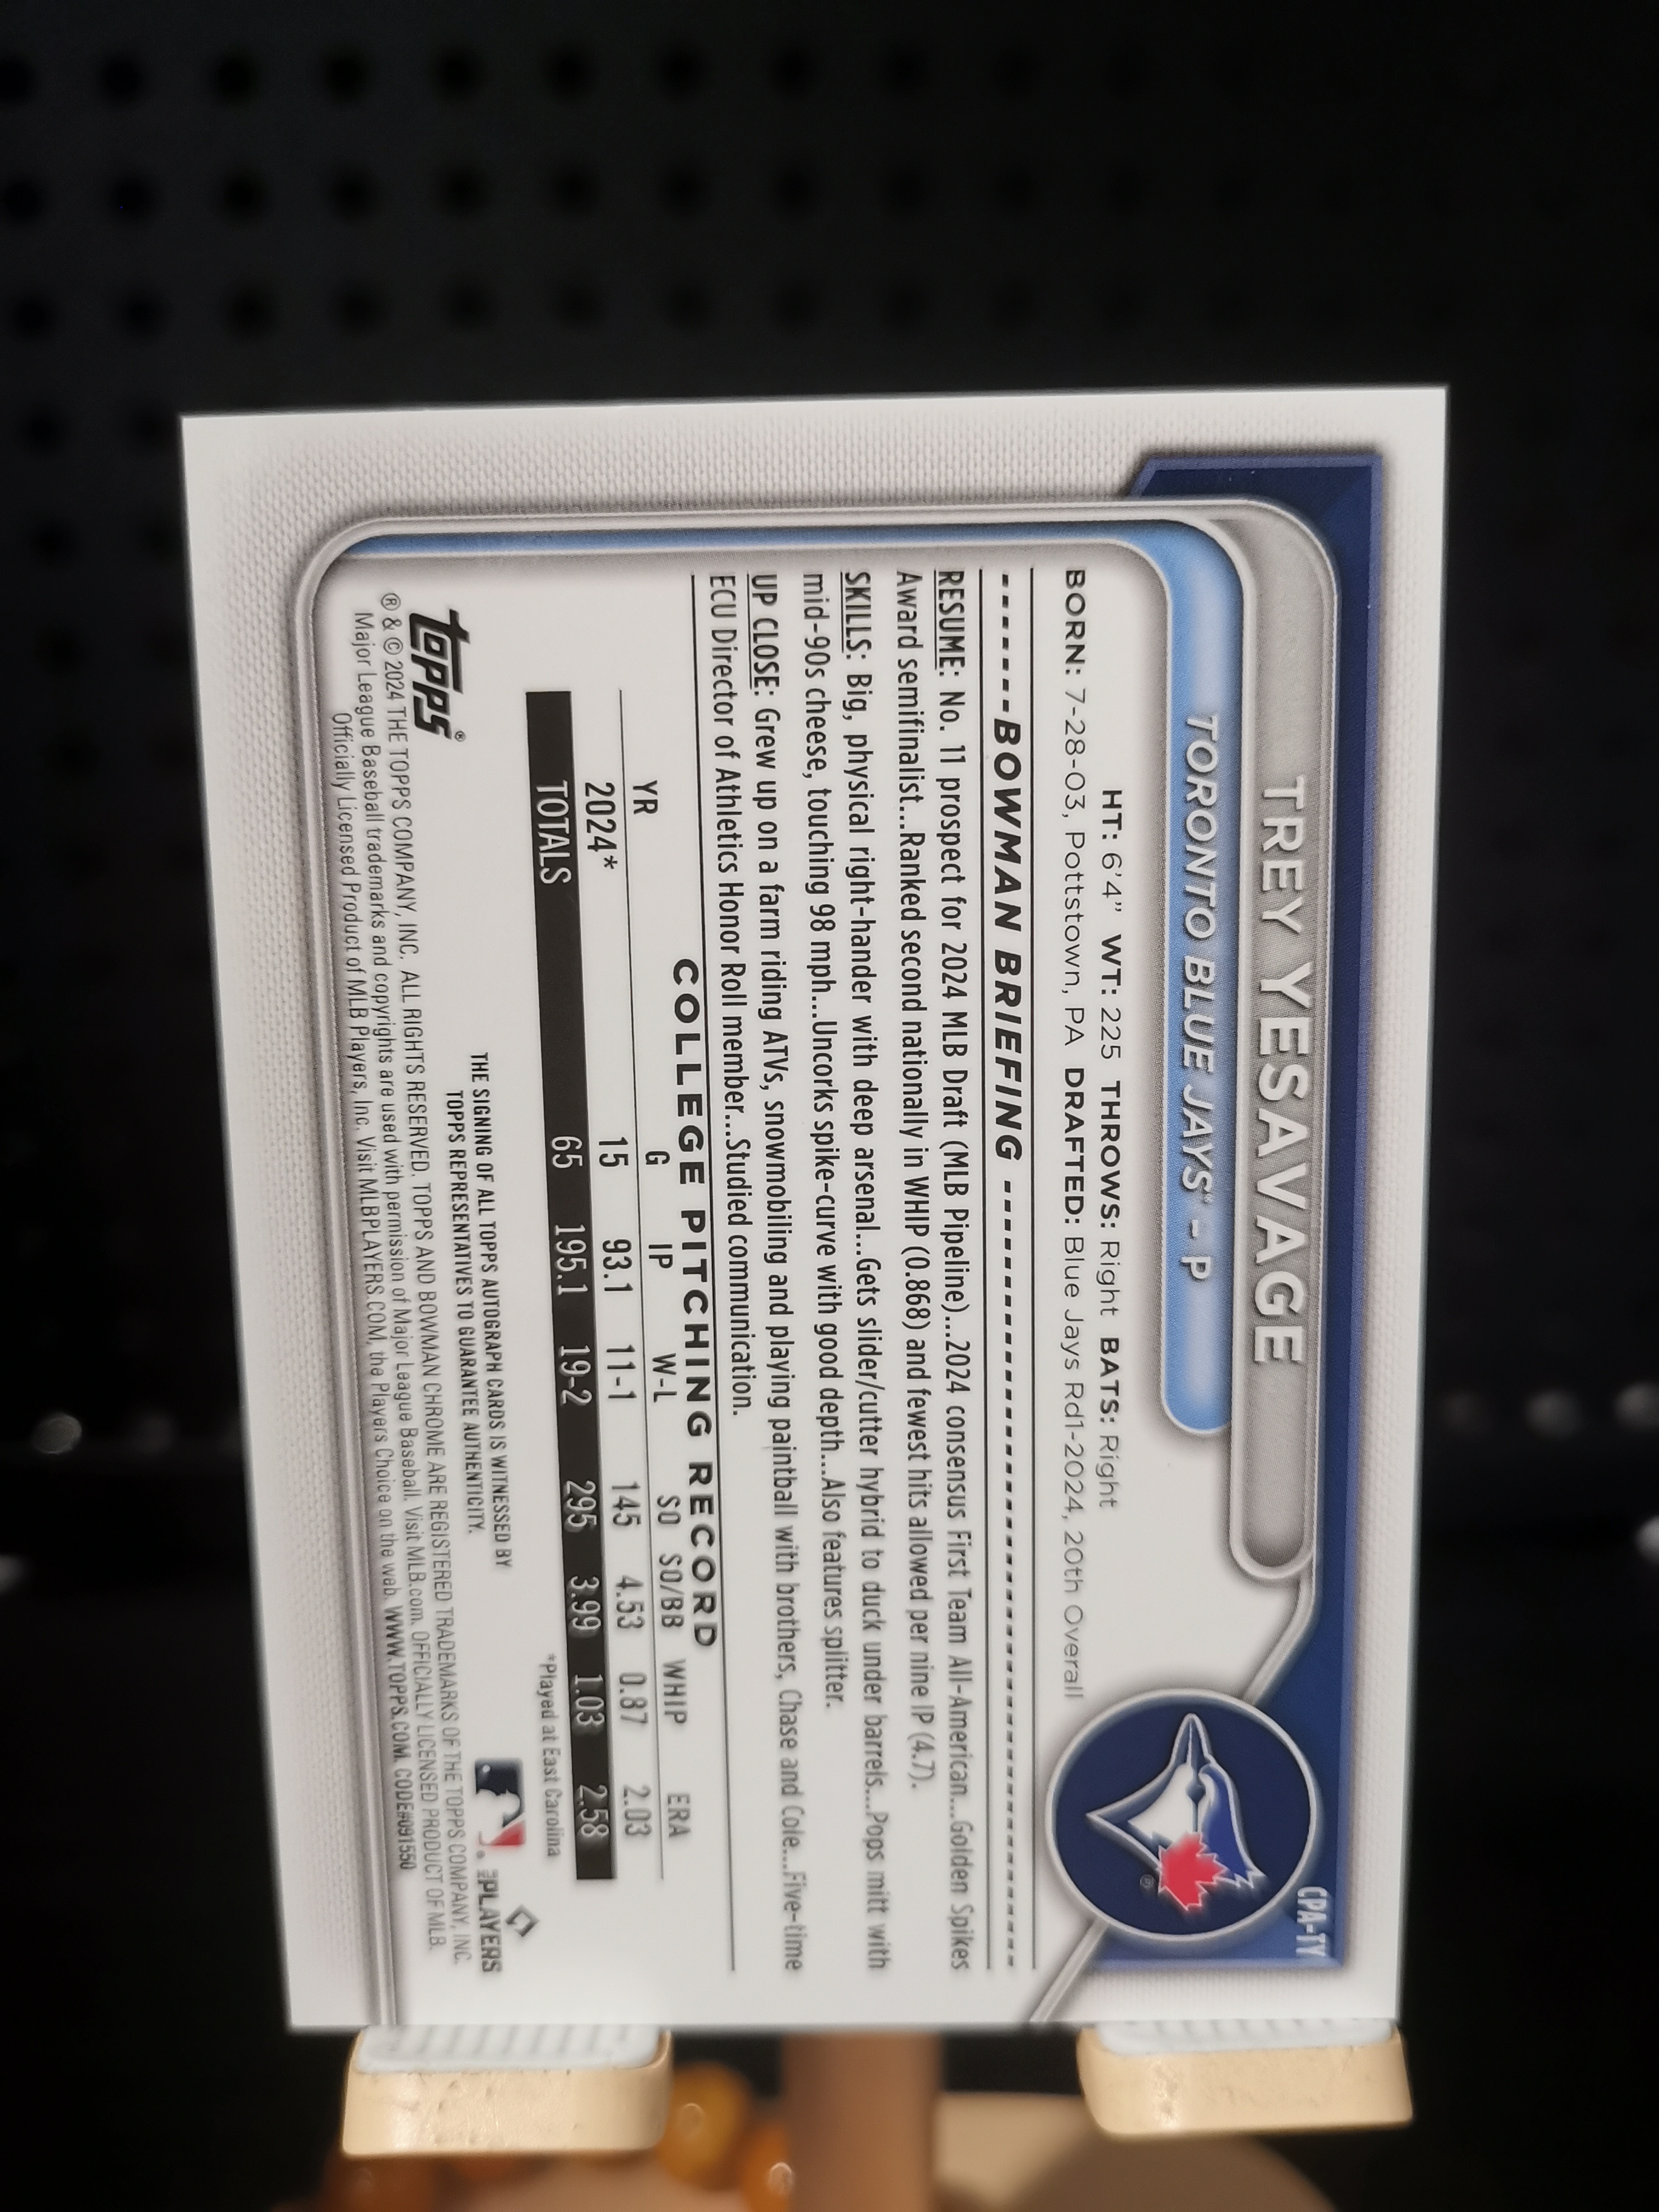 CPA-TY
TREY YESAVAGE
TORONTO BLUE JAYS® - P
HT: 6'4" WT: 225 THROWS: Right BATS: Right
BORN: 7-28-03, Pottstown, PA DRAFTED: Blue Jays Rd1-2024, 20th Overall
BOWMAN BRIEFING
RESUME: No. 11 prospect for 2024 MLB Draft (MLB Pipeline)...2024 consensus First Team All-American...Golden Spikes
Award semifinalist...Ranked second nationally in WHIP (0.868) and fewest hits allowed per nine IP (4.7).
SKILLS: Big, physical right-hander with deep arsenal...Gets slider/cutter hybrid to duck under barrels...Pops mitt with
mid-90s cheese, touching 98 mph...Uncorks spike-curve with good depth...Also features splitter.
UP CLOSE: Grew up on a farm riding ATVs, snowmobiling and playing paintball with brothers, Chase and Cole...Five-time
ECU Director of Athletics Honor Roll member...Studied communication.
COLLEGE PITCHING RECORD
YR G IP W-L SO SO/BB WHIP ERA
2024* 15 93.1 11-1 145 4.53 0.87 2.03
TOTALS 65 195.1 19-2 295 3.99 1.03 2.58
*Played at East Carolina
topps®
THE SIGNING OF ALL TOPPS AUTOGRAPH CARDS IS WITNESSED BY
TOPPS REPRESENTATIVES TO GUARANTEE AUTHENTICITY.
PLAYERS
® & © 2024 THE TOPPS COMPANY, INC. ALL RIGHTS RESERVED. TOPPS AND BOWMAN CHROME ARE REGISTERED TRADEMARKS OF THE TOPPS COMPANY, INC.
Major League Baseball trademarks and copyrights are used with permission of Major League Baseball. Visit MLB.com. OFFICIALLY LICENSED PRODUCT OF MLB.
Officially Licensed Product of MLB Players, Inc. Visit MLBPLAYERS.COM, the Players Choice on the web. WWW.TOPPS.COM. CODE#091550